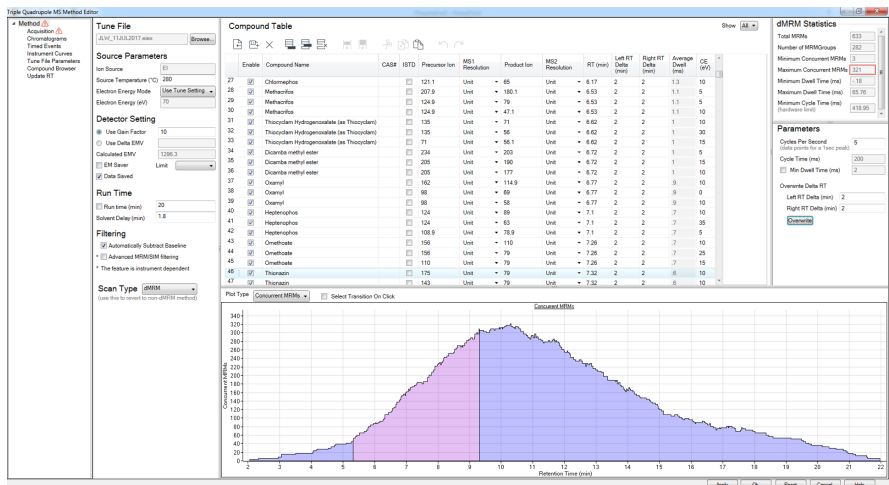 Triple Quadrupole MS Method Editor
Method
Acquisition
Chromatograms
Timed Events
Instrument Curves
Tune File Parameters
Compound Browser
Update RT
Tune File
JLW_11JUL2017.eiex Browse...
Source Parameters
Ion Source EI
Source Temperature (°C) 280
Electron Energy Mode Use Tune Setting
Electron Energy (eV) 70
Detector Setting
Use Gain Factor 10
Use Delta EMV
Calculated EMV 1296.3
EM Saver Limit
Data Saved
Run Time
Run time (min) 20
Solvent Delay (min) 1.8
Filtering
Automatically Subtract Baseline
* Advanced MRM/SIM filtering
* The feature is instrument dependent
Scan Type dMRM
(use this to revert to non-dMRM method)
Compound Table
Show All
Enable Compound Name CAS# ISTD Precursor Ion MS1 Resolution Product Ion MS2 Resolution RT (min) Left RT Delta (min) Right RT Delta (min) Average Dwell (ms) CE (eV)
27 Chlormephos 121.1 Unit 65 Unit 6.17 2 2 1.3 10
28 Methacrifos 207.9 Unit 180.1 Unit 6.53 2 2 1.1 5
29 Methacrifos 124.9 Unit 79 Unit 6.53 2 2 1.1 5
30 Methacrifos 124.9 Unit 47.1 Unit 6.53 2 2 1.1 10
31 Thiocyclam Hydrogenoxalate (as Thiocyclam) 135 Unit 71 Unit 6.62 2 2 1 10
32 Thiocyclam Hydrogenoxalate (as Thiocyclam) 135 Unit 56 Unit 6.62 2 2 1 30
33 Thiocyclam Hydrogenoxalate (as Thiocyclam) 71 Unit 56.1 Unit 6.62 2 2 1 15
34 Dicamba methyl ester 234 Unit 203 Unit 6.72 2 2 1 5
35 Dicamba methyl ester 205 Unit 190 Unit 6.72 2 2 1 15
36 Dicamba methyl ester 205 Unit 177 Unit 6.72 2 2 1 10
37 Oxamyl 162 Unit 114.9 Unit 6.77 2 2 .9 10
38 Oxamyl 98 Unit 69 Unit 6.77 2 2 .9 0
39 Oxamyl 98 Unit 58 Unit 6.77 2 2 .9 10
40 Heptenophos 124 Unit 89 Unit 7.1 2 2 .7 10
41 Heptenophos 124 Unit 63 Unit 7.1 2 2 .7 35
42 Heptenophos 108.9 Unit 78.9 Unit 7.1 2 2 .7 5
43 Omethoate 156 Unit 110 Unit 7.26 2 2 .7 10
44 Omethoate 156 Unit 79 Unit 7.26 2 2 .7 25
45 Omethoate 110 Unit 79 Unit 7.26 2 2 .7 15
46 Thionazin 175 Unit 79 Unit 7.32 2 2 .6 10
47 Thionazin 143 Unit 79 Unit 7.32 2 2 .6 10
dMRM Statistics
Total MRMs 633
Number of MRMGroups 282
Minimum Concurrent MRMs 3
Maximum Concurrent MRMs 321
Minimum Dwell Time (ms) -.18
Maximum Dwell Time (ms) 65.76
Minimum Cycle Time (ms) 418.95
(hardware limit)
Parameters
Cycles Per Second 5
(data points for a 1sec peak)
Cycle Time (ms) 200
Min Dwell Time (ms) 2
Overwrite Delta RT
Left RT Delta (min) 2
Right RT Delta (min) 2
Overwrite
Plot Type Concurrent MRMs Select Transition On Click
Concurrent MRMs
Concurrent MRMs
340
320
300
280
260
240
220
200
180
160
140
120
100
80
60
40
20
0
2 3 4 5 6 7 8 9 10 11 12 13 14 15 16 17 18 19 20 21 22
Retention Time (min)
Apply Ok Reset Cancel Help